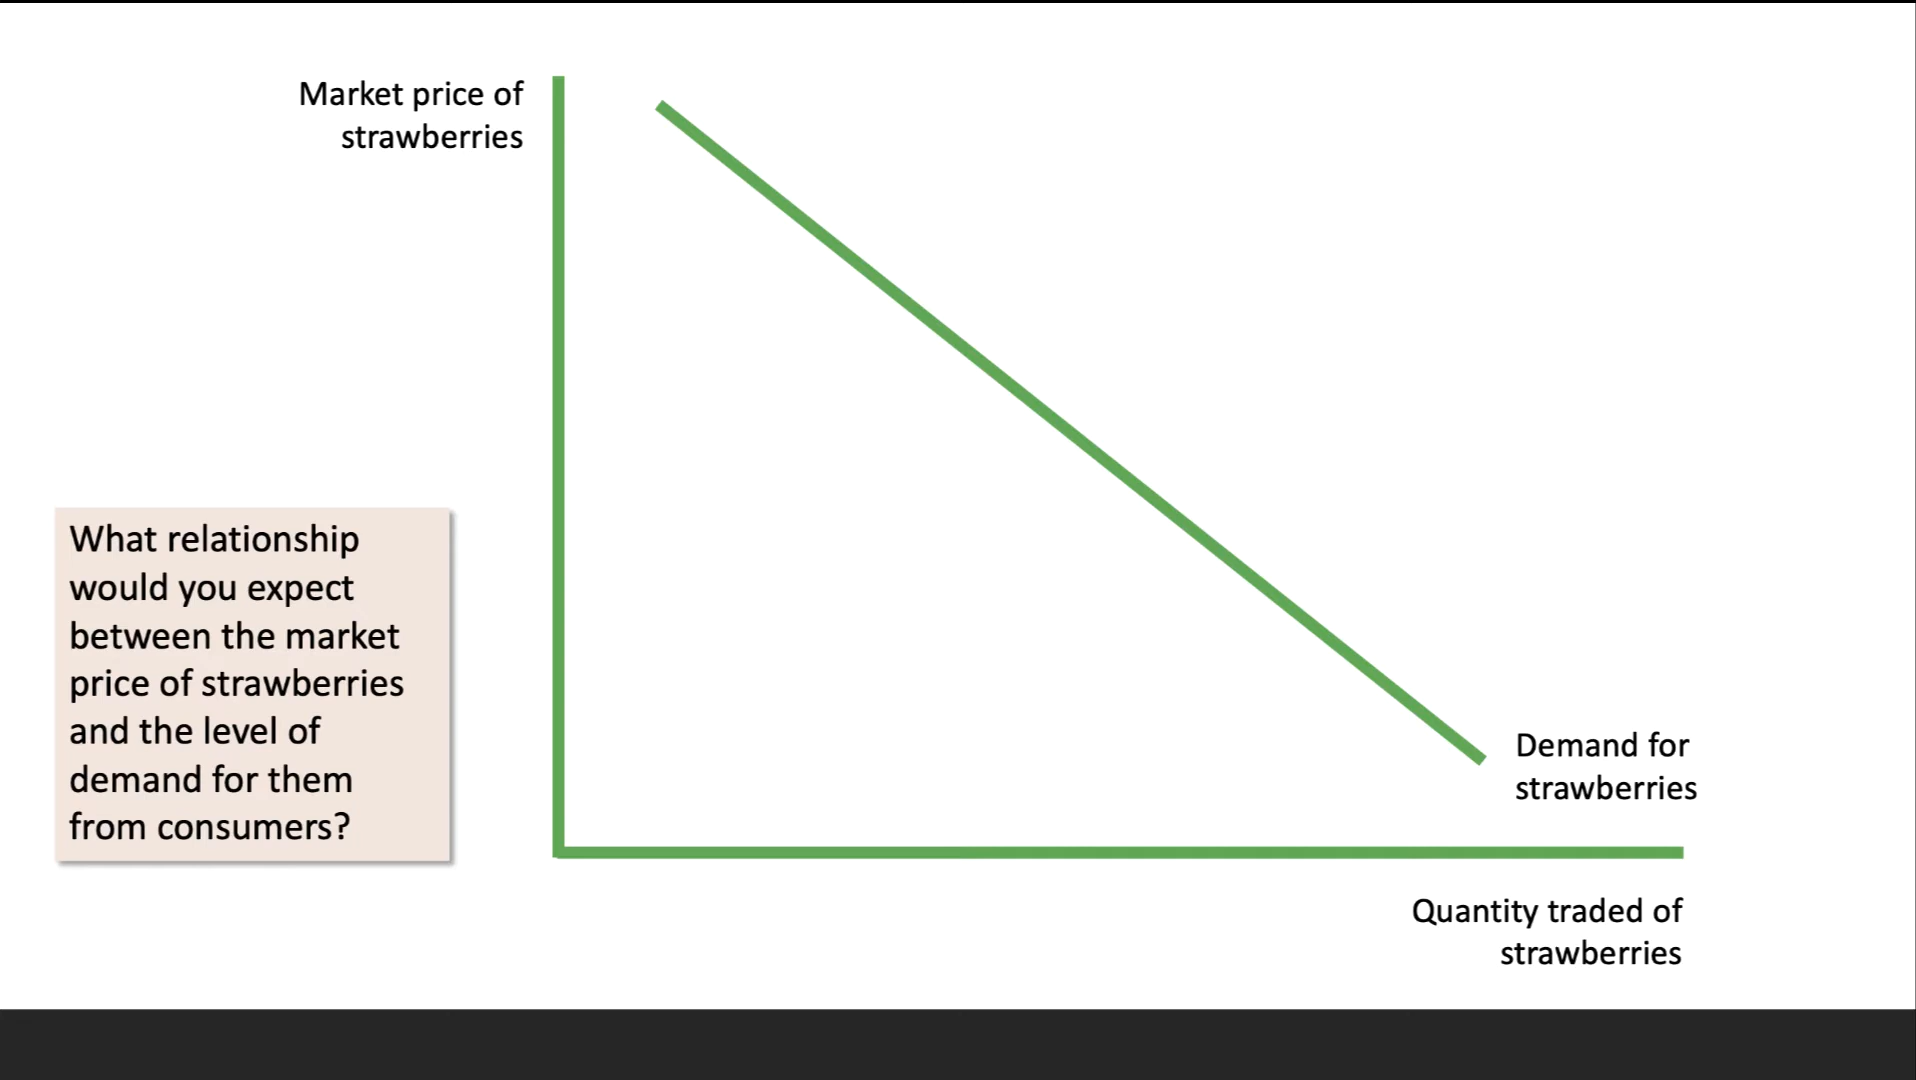 Market price of
strawberries
What relationship
would you expect
between the market
price of strawberries
and the level of
demand for them
from consumers?
Demand for
strawberries
Quantity traded of
strawberries